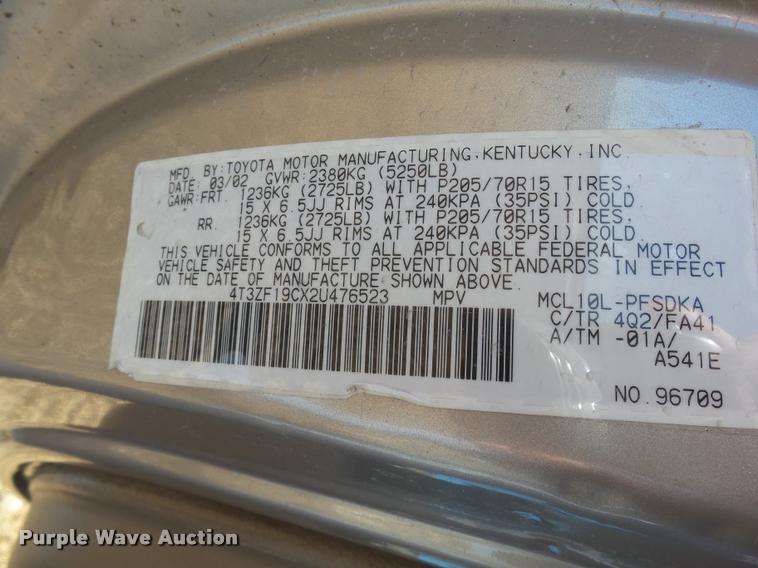 MFD. BY: TOYOTA MOTOR MANUFACTURING, KENTUCKY, INC.
DATE: 03/02 GVWR: 2380KG (5250LB)
GAWR: FRT. 1236KG (2725LB) WITH P205/70R15 TIRES,
15 X 6.5JJ RIMS AT 240KPA (35PSI) COLD.
RR. 1236KG (2725LB) WITH P205/70R15 TIRES,
15 X 6.5JJ RIMS AT 240KPA (35PSI) COLD.
THIS VEHICLE CONFORMS TO ALL APPLICABLE FEDERAL MOTOR
VEHICLE SAFETY AND THEFT PREVENTION STANDARDS IN EFFECT
ON THE DATE OF MANUFACTURE SHOWN ABOVE.
4T3ZF19CX2U476523 MPV MCL10L-PFSDKA
C/TR 4Q2/FA41
A/TM -01A/
A541E
NO. 96709
Purple Wave Auction